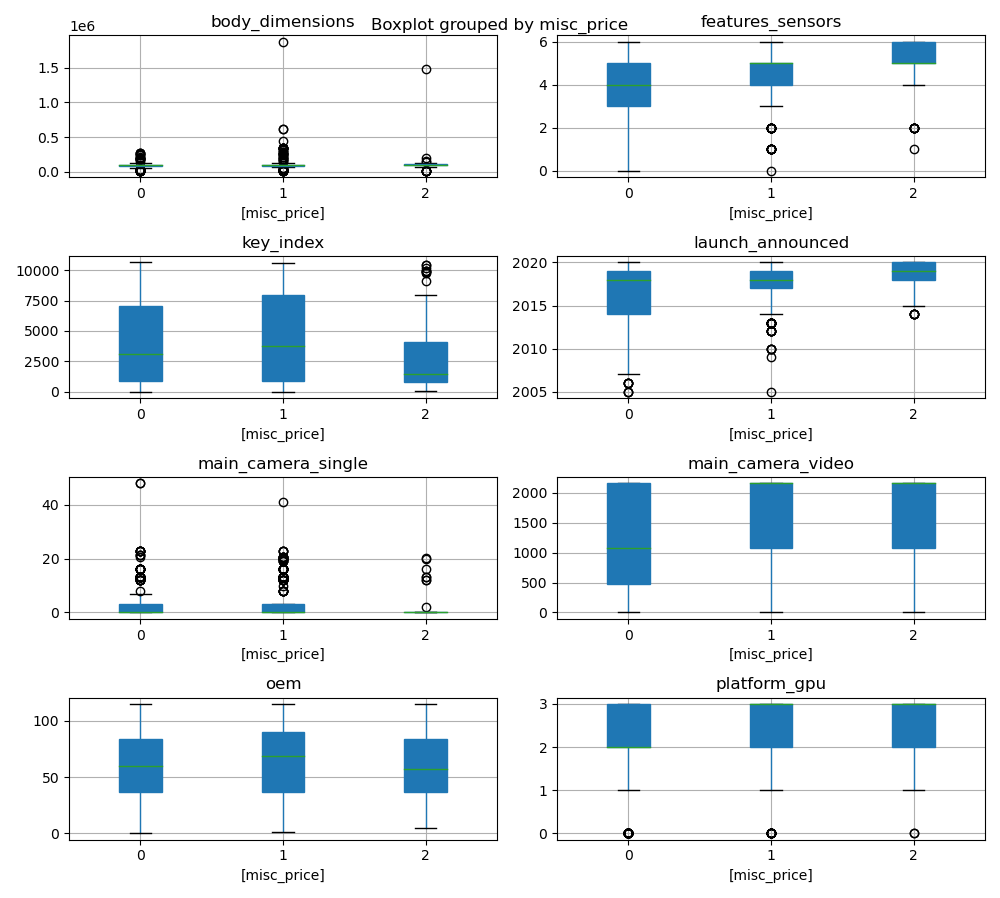 Boxplot grouped by misc_price
body_dimensions
1e6
1.5
1.0
0.5
0.0
0 1 2
[misc_price]
features_sensors
6
4
2
0
0 1 2
[misc_price]
key_index
10000
7500
5000
2500
0
0 1 2
[misc_price]
launch_announced
2020
2015
2010
2005
0 1 2
[misc_price]
main_camera_single
40
20
0
0 1 2
[misc_price]
main_camera_video
2000
1500
1000
500
0
0 1 2
[misc_price]
oem
100
50
0
0 1 2
[misc_price]
platform_gpu
3
2
1
0
0 1 2
[misc_price]